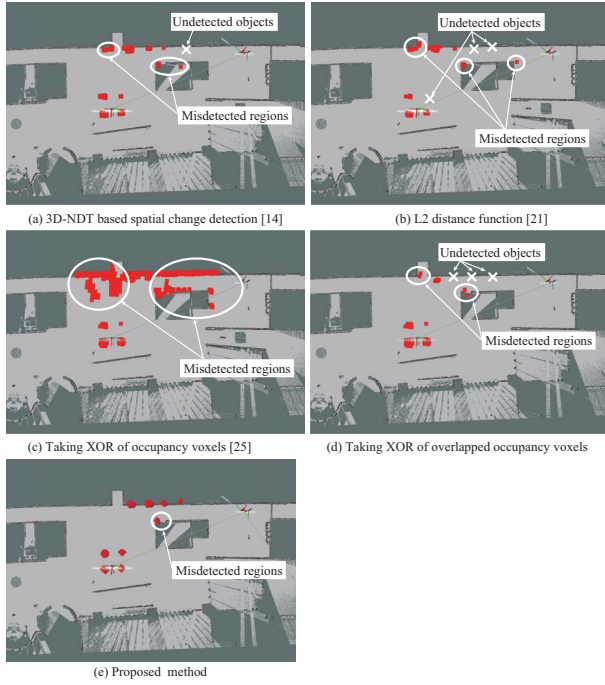 Undetected objects
Misdetected regions
(a) 3D-NDT based spatial change detection [14]
Undetected objects
Misdetected regions
(b) L2 distance function [21]
Misdetected regions
(c) Taking XOR of occupancy voxels [25]
Undetected objects
Misdetected regions
(d) Taking XOR of overlapped occupancy voxels
Misdetected regions
(e) Proposed method